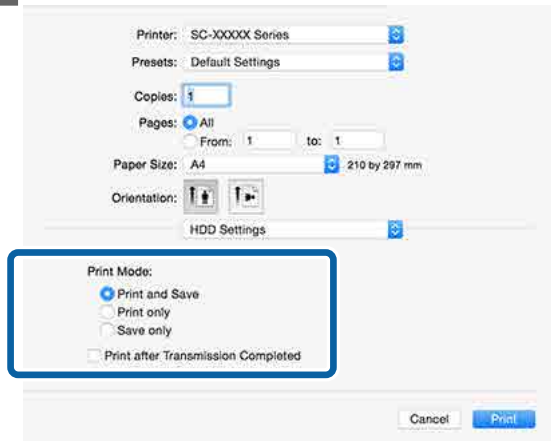 Printer: SC-XXXXX Series
Presets: Default Settings
Copies: 1
Pages: All
From: 1 to: 1
Paper Size: A4 210 by 297 mm
Orientation:
HDD Settings
Print Mode:
Print and Save
Print only
Save only
Print after Transmission Completed
Cancel Print